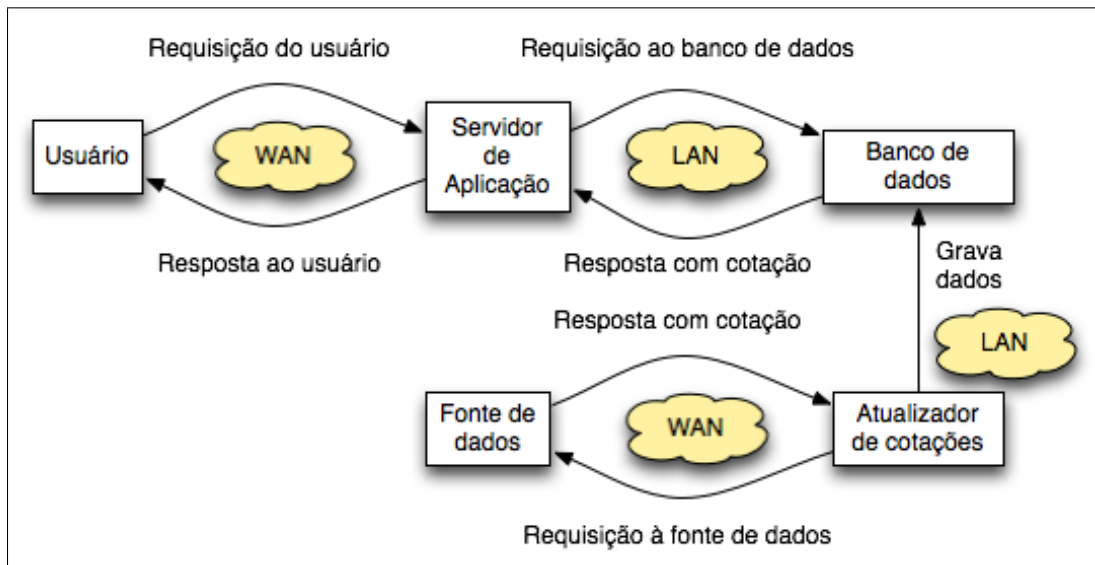 Requisição do usuário
Requisição ao banco de dados
Usuário
WAN
Servidor
de
Aplicação
LAN
Banco de
dados
Resposta ao usuário
Resposta com cotação
Grava
dados
Resposta com cotação
LAN
Fonte de
dados
WAN
Atualizador
de cotações
Requisição à fonte de dados